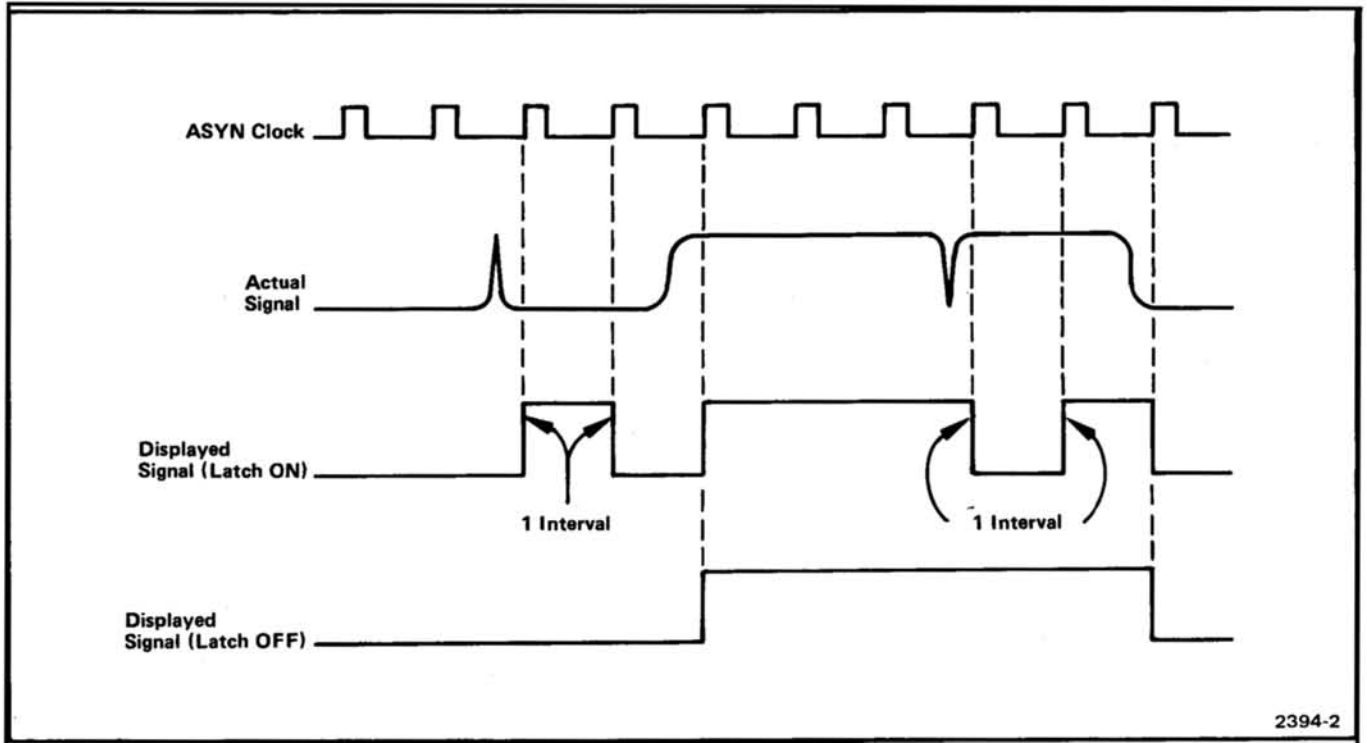 ASYN Clock
Actual
Signal
Displayed
Signal (Latch ON)
1 Interval
1 Interval
Displayed
Signal (Latch OFF)
2394-2